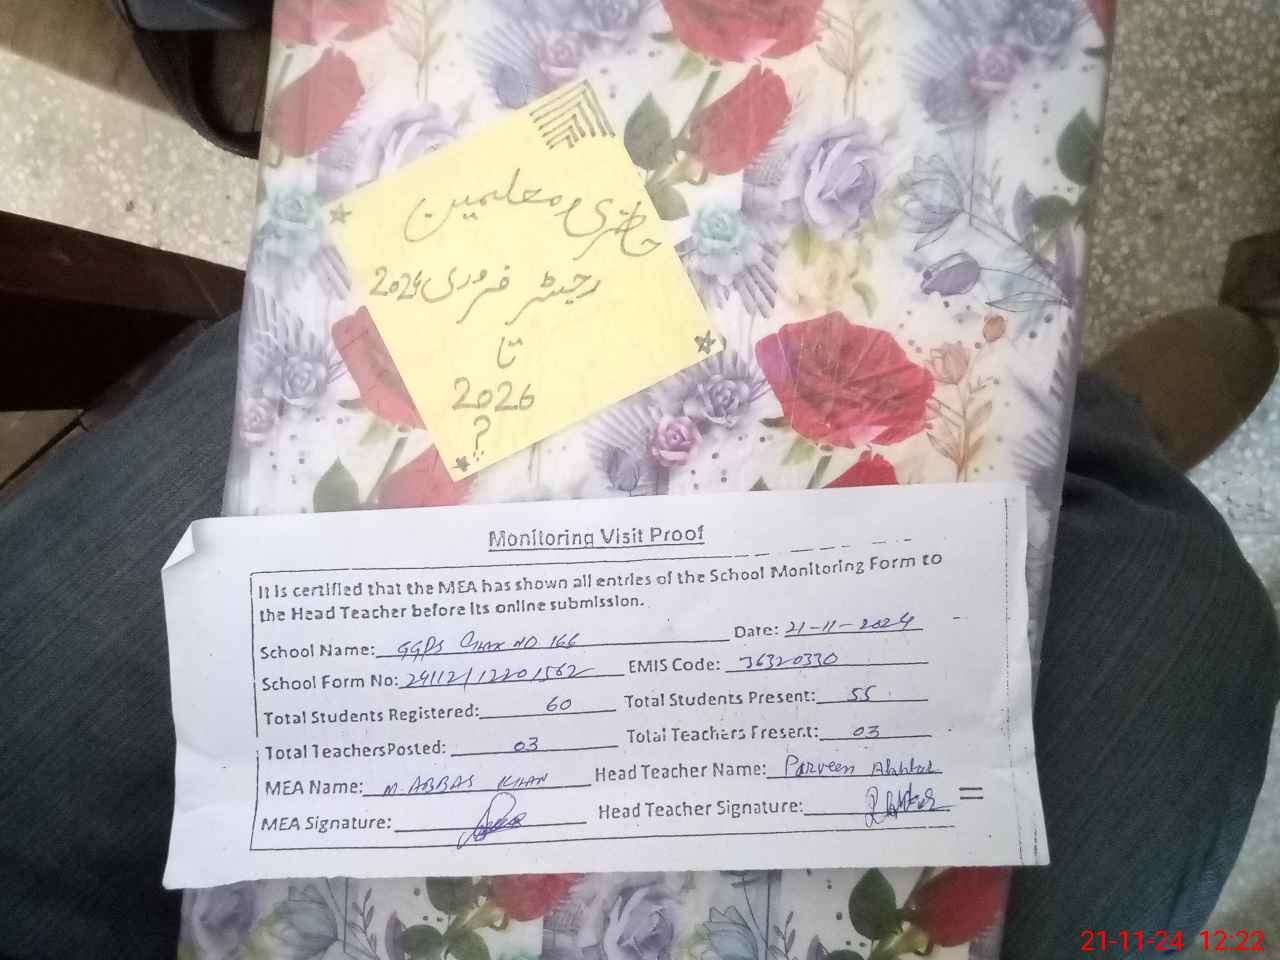 حاضری معلمین
رجسٹر فروری 2024
تا
2026
?
Monitoring Visit Proof
It is certified that the MEA has shown all entries of the School Monitoring Form to
the Head Teacher before its online submission.
School Name: GGPS Chak NO. 166 Date: 21-11-2024
School Form No: 24112112201562 EMIS Code: 36320330
Total Students Registered: 60 Total Students Present: 55
Total Teachers Posted: 03 Total Teachers Present: 03
MEA Name: M. ABBAS KHAN Head Teacher Name: Parveen Akhtar
MEA Signature: Head Teacher Signature:
21-11-24 12:22